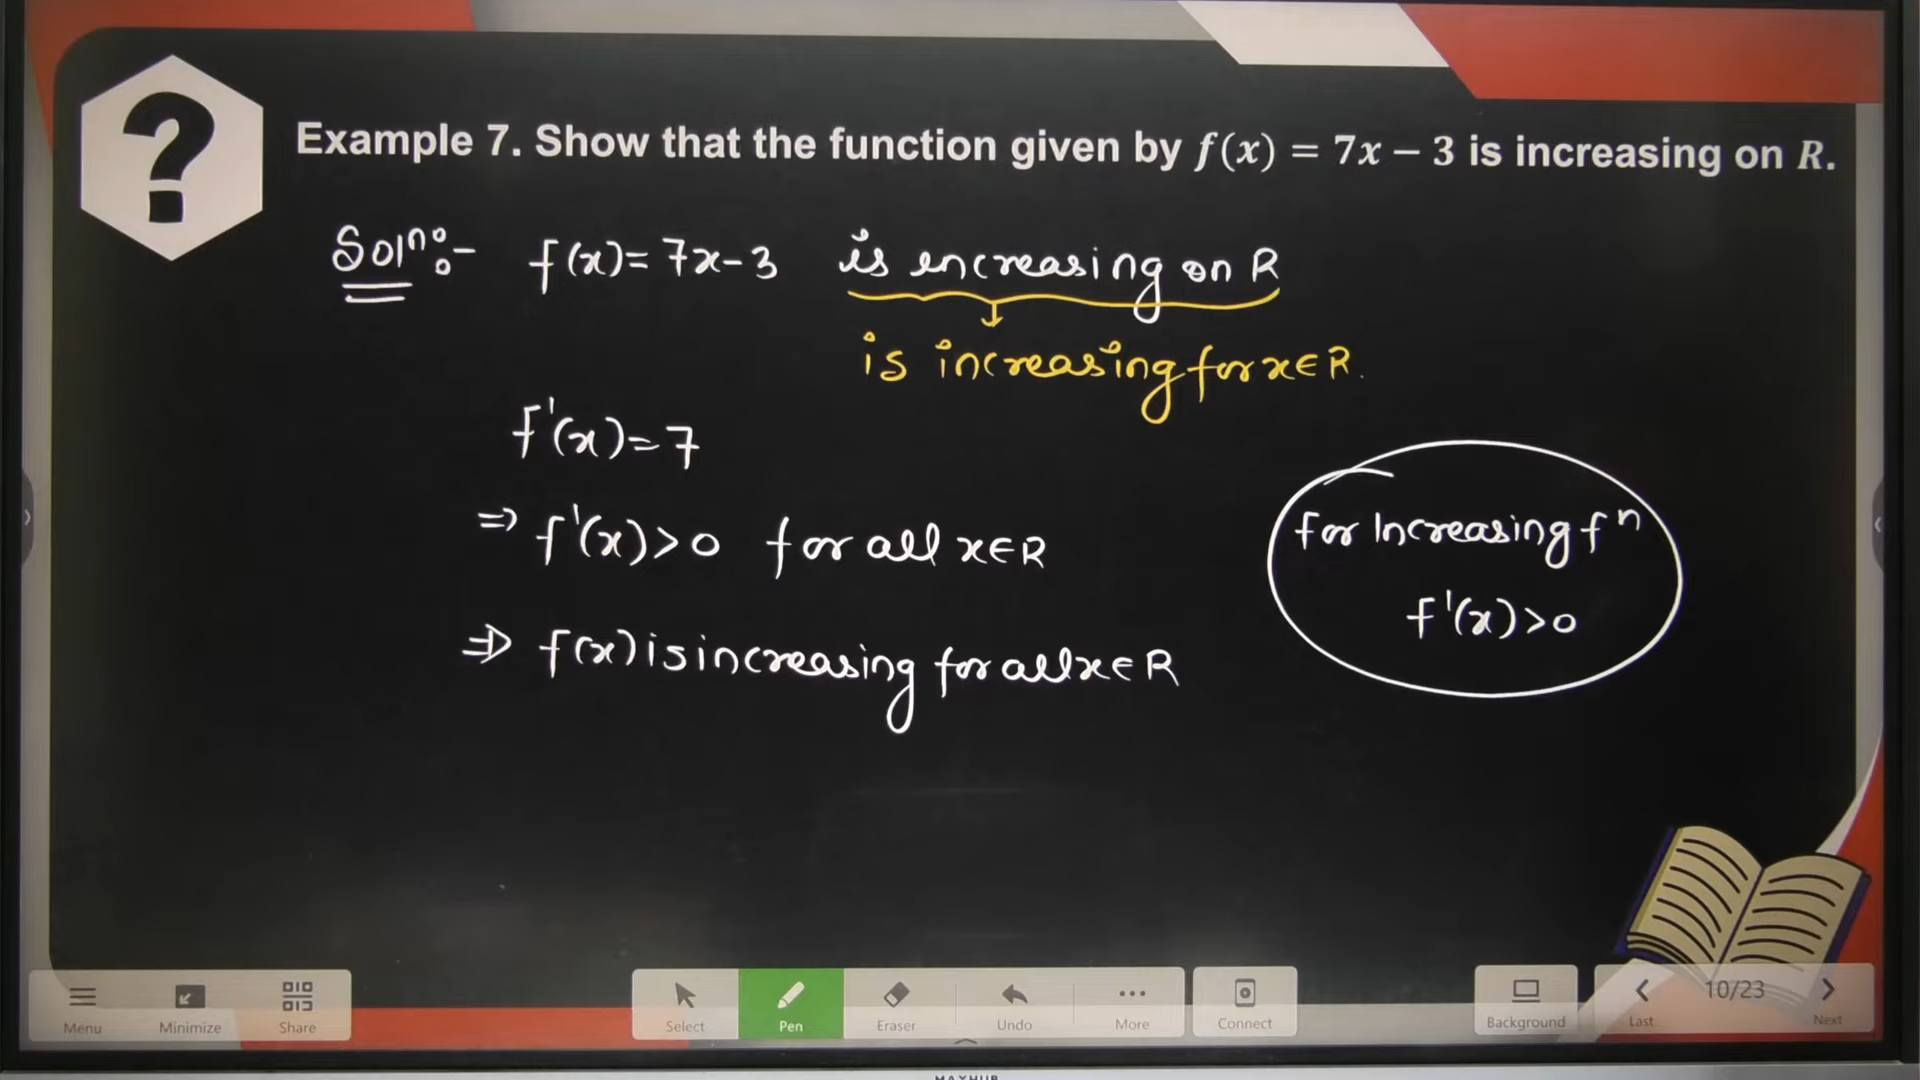 ?
Example 7. Show that the function given by f(x) = 7x − 3 is increasing on R.
Solⁿ:- f(x)=7x-3 is increasing on R
is increasing for x∈R.
f'(x)=7
⇒ f'(x)>0 for all x∈R
⇒ f(x) is increasing for all x∈R
for Increasing fⁿ
f'(x)>0
Menu Minimize Share Select Pen Eraser Undo More Connect Background Last 10/23 Next
MAXHUB